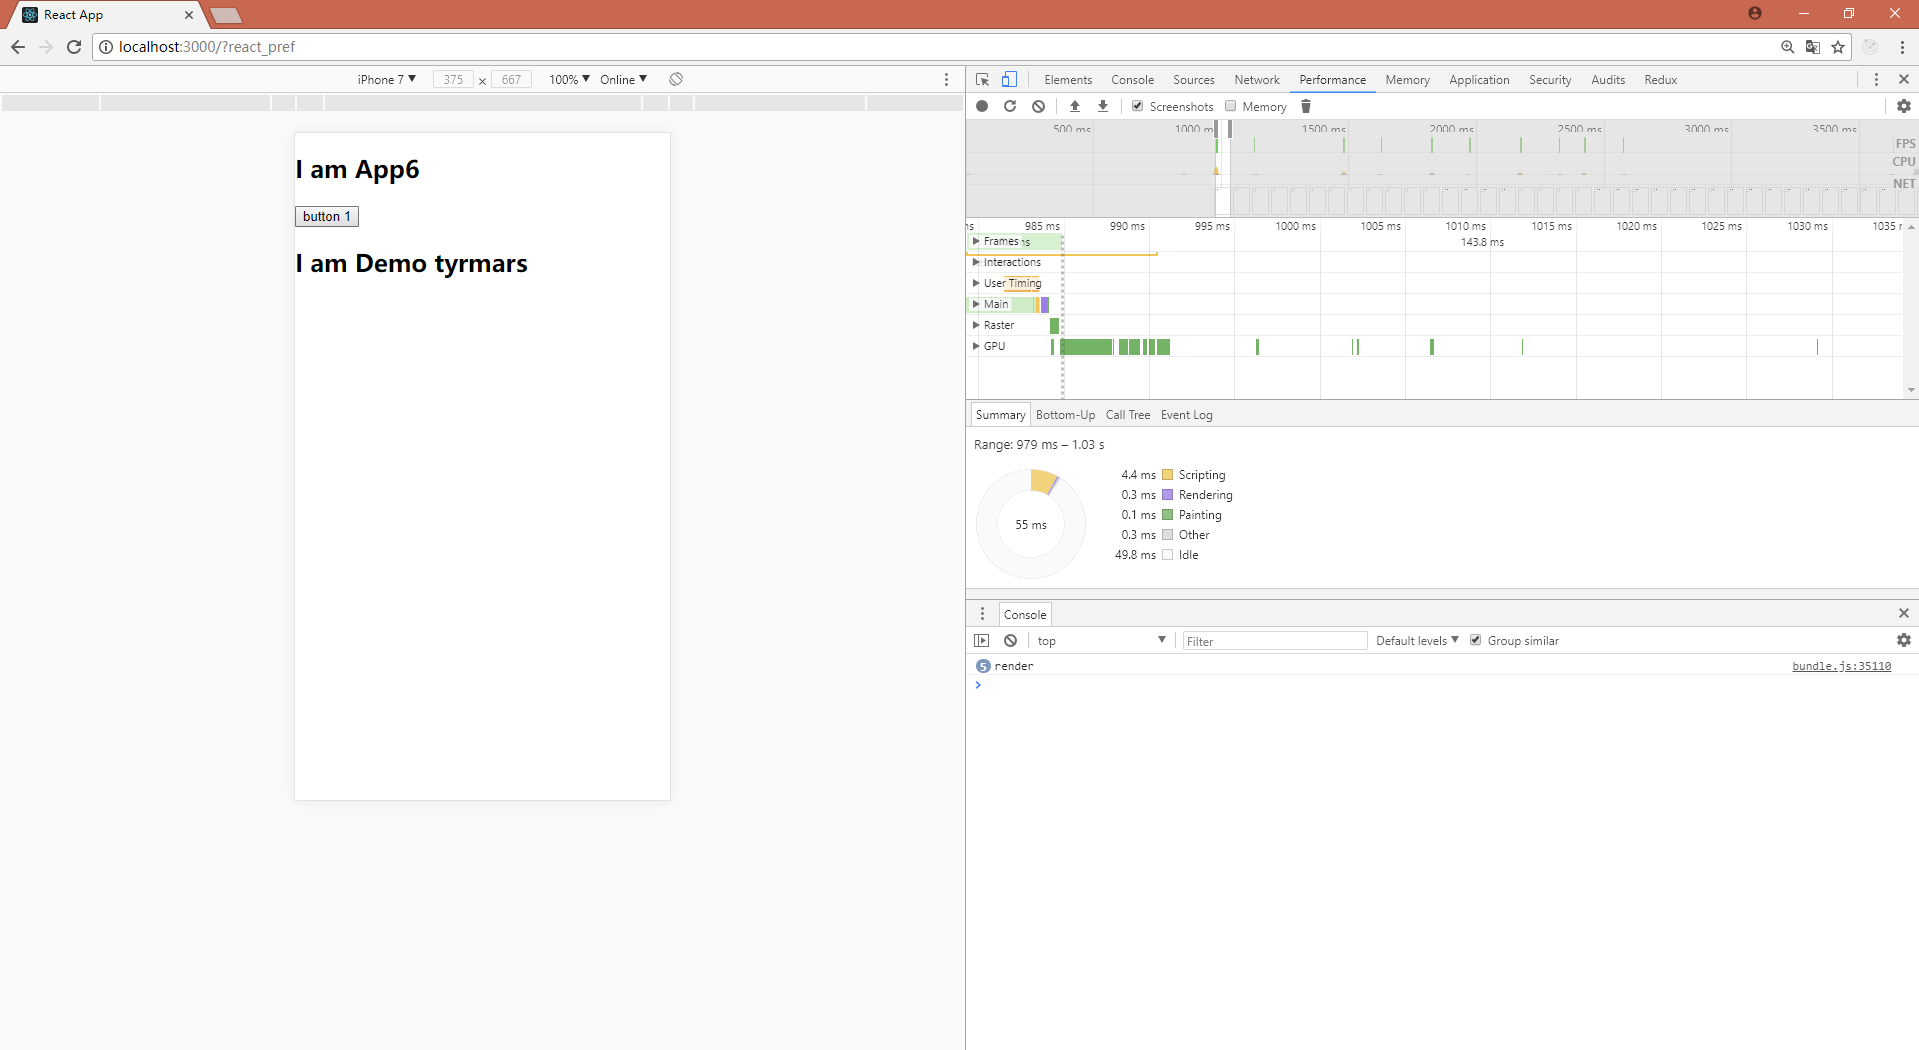 React App
localhost:3000/?react_pref
iPhone 7 ▼ 375 × 667 100% ▼ Online ▼
Elements Console Sources Network Performance Memory Application Security Audits Redux
Screenshots Memory
500 ms 1000 m 1500 ms 2000 ms 2500 ms 3000 ms 3500 ms
FPS
CPU
NET
ns 985 ms 990 ms 995 ms 1000 ms 1005 ms 1010 ms 1015 ms 1020 ms 1025 ms 1030 ms 1035 r
Frames 143.8 ms
Interactions
User Timing
Main
Raster
GPU
Summary Bottom-Up Call Tree Event Log
Range: 979 ms – 1.03 s
55 ms
4.4 ms Scripting
0.3 ms Rendering
0.1 ms Painting
0.3 ms Other
49.8 ms Idle
Console
top ▼ Filter Default levels ▼ Group similar
5 render bundle.js:35110
>
I am App6
button 1
I am Demo tyrmars